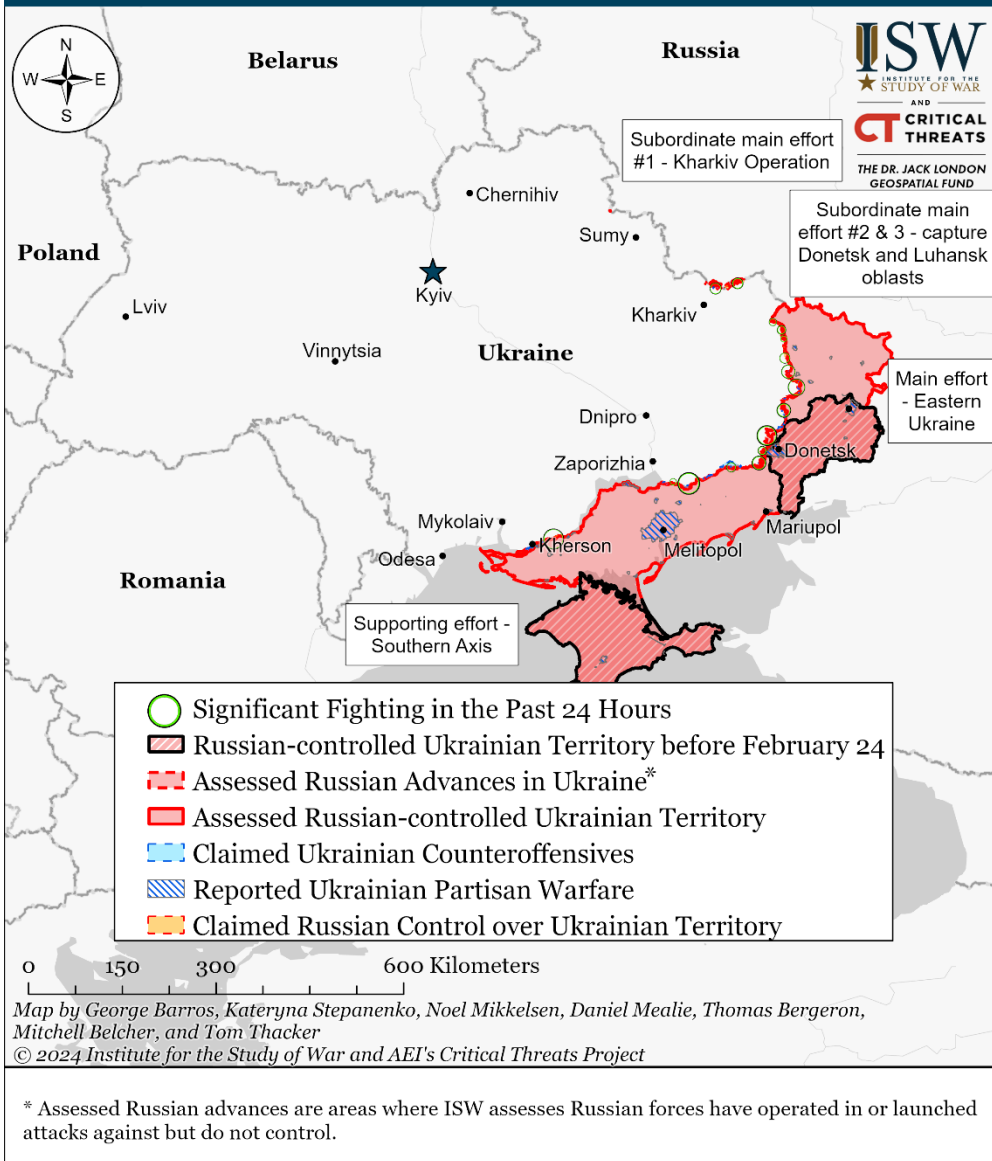 N
W
E
S
Belarus
Russia
ISW
INSTITUTE FOR THE
STUDY OF WAR
AND
CT CRITICAL
THREATS
THE DR. JACK LONDON
GEOSPATIAL FUND
Subordinate main effort
#1 - Kharkiv Operation
Subordinate main
effort #2 & 3 - capture
Donetsk and Luhansk
oblasts
Chernihiv
Sumy
Poland
Kyiv
Lviv
Kharkiv
Vinnytsia
Ukraine
Main effort
- Eastern
Ukraine
Dnipro
Donetsk
Zaporizhia
Mykolaiv
Mariupol
Kherson
Melitopol
Odesa
Romania
Supporting effort -
Southern Axis
Significant Fighting in the Past 24 Hours
Russian-controlled Ukrainian Territory before February 24
Assessed Russian Advances in Ukraine*
Assessed Russian-controlled Ukrainian Territory
Claimed Ukrainian Counteroffensives
Reported Ukrainian Partisan Warfare
Claimed Russian Control over Ukrainian Territory
0 150 300 600 Kilometers
Map by George Barros, Kateryna Stepanenko, Noel Mikkelsen, Daniel Mealie, Thomas Bergeron,
Mitchell Belcher, and Tom Thacker
© 2024 Institute for the Study of War and AEI's Critical Threats Project
* Assessed Russian advances are areas where ISW assesses Russian forces have operated in or launched
attacks against but do not control.